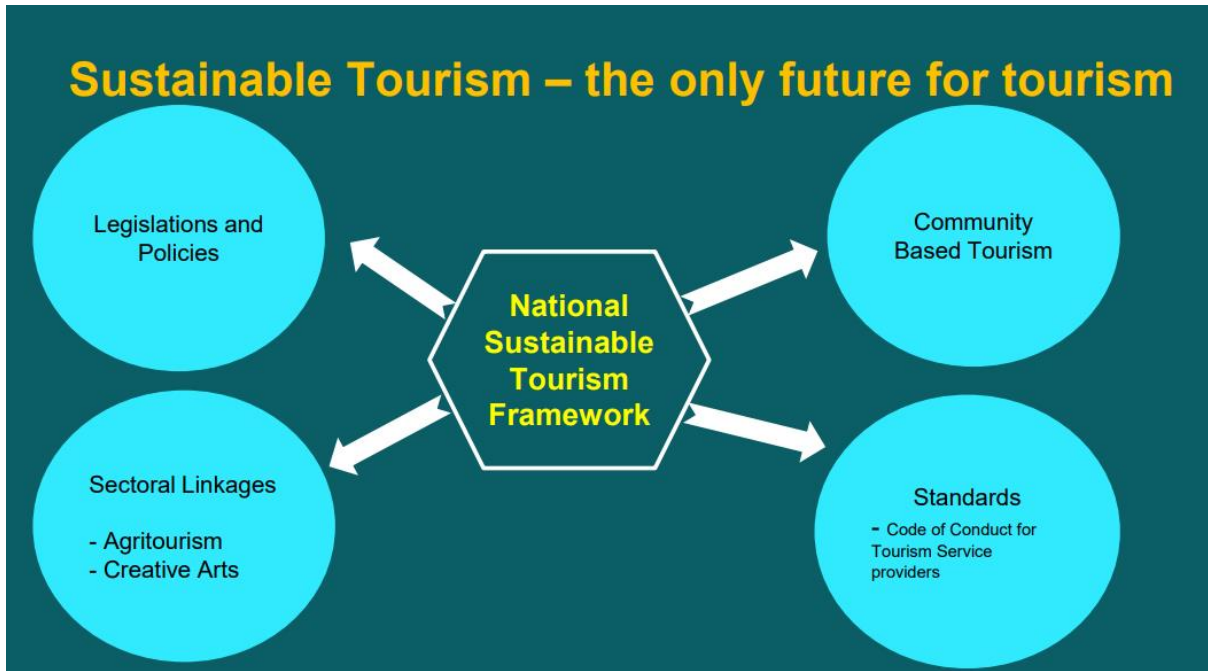 Sustainable Tourism – the only future for tourism
Legislations and
Policies
Community
Based Tourism
National
Sustainable
Tourism
Framework
Sectoral Linkages
- Agritourism
- Creative Arts
Standards
- Code of Conduct for
Tourism Service
providers